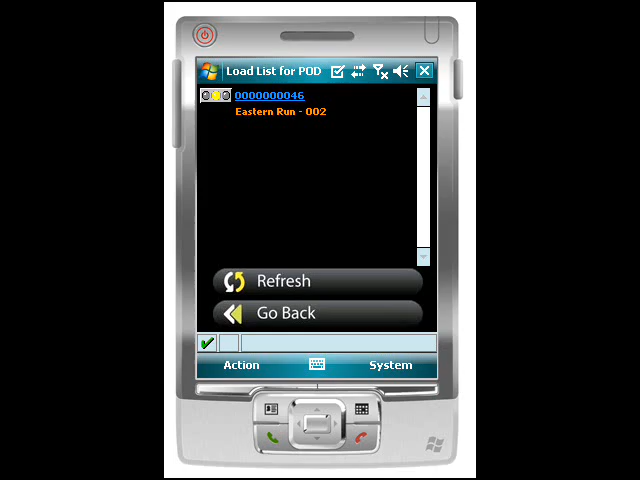 Load List for POD
0000000046
Eastern Run - 002
Refresh
Go Back
Action
System